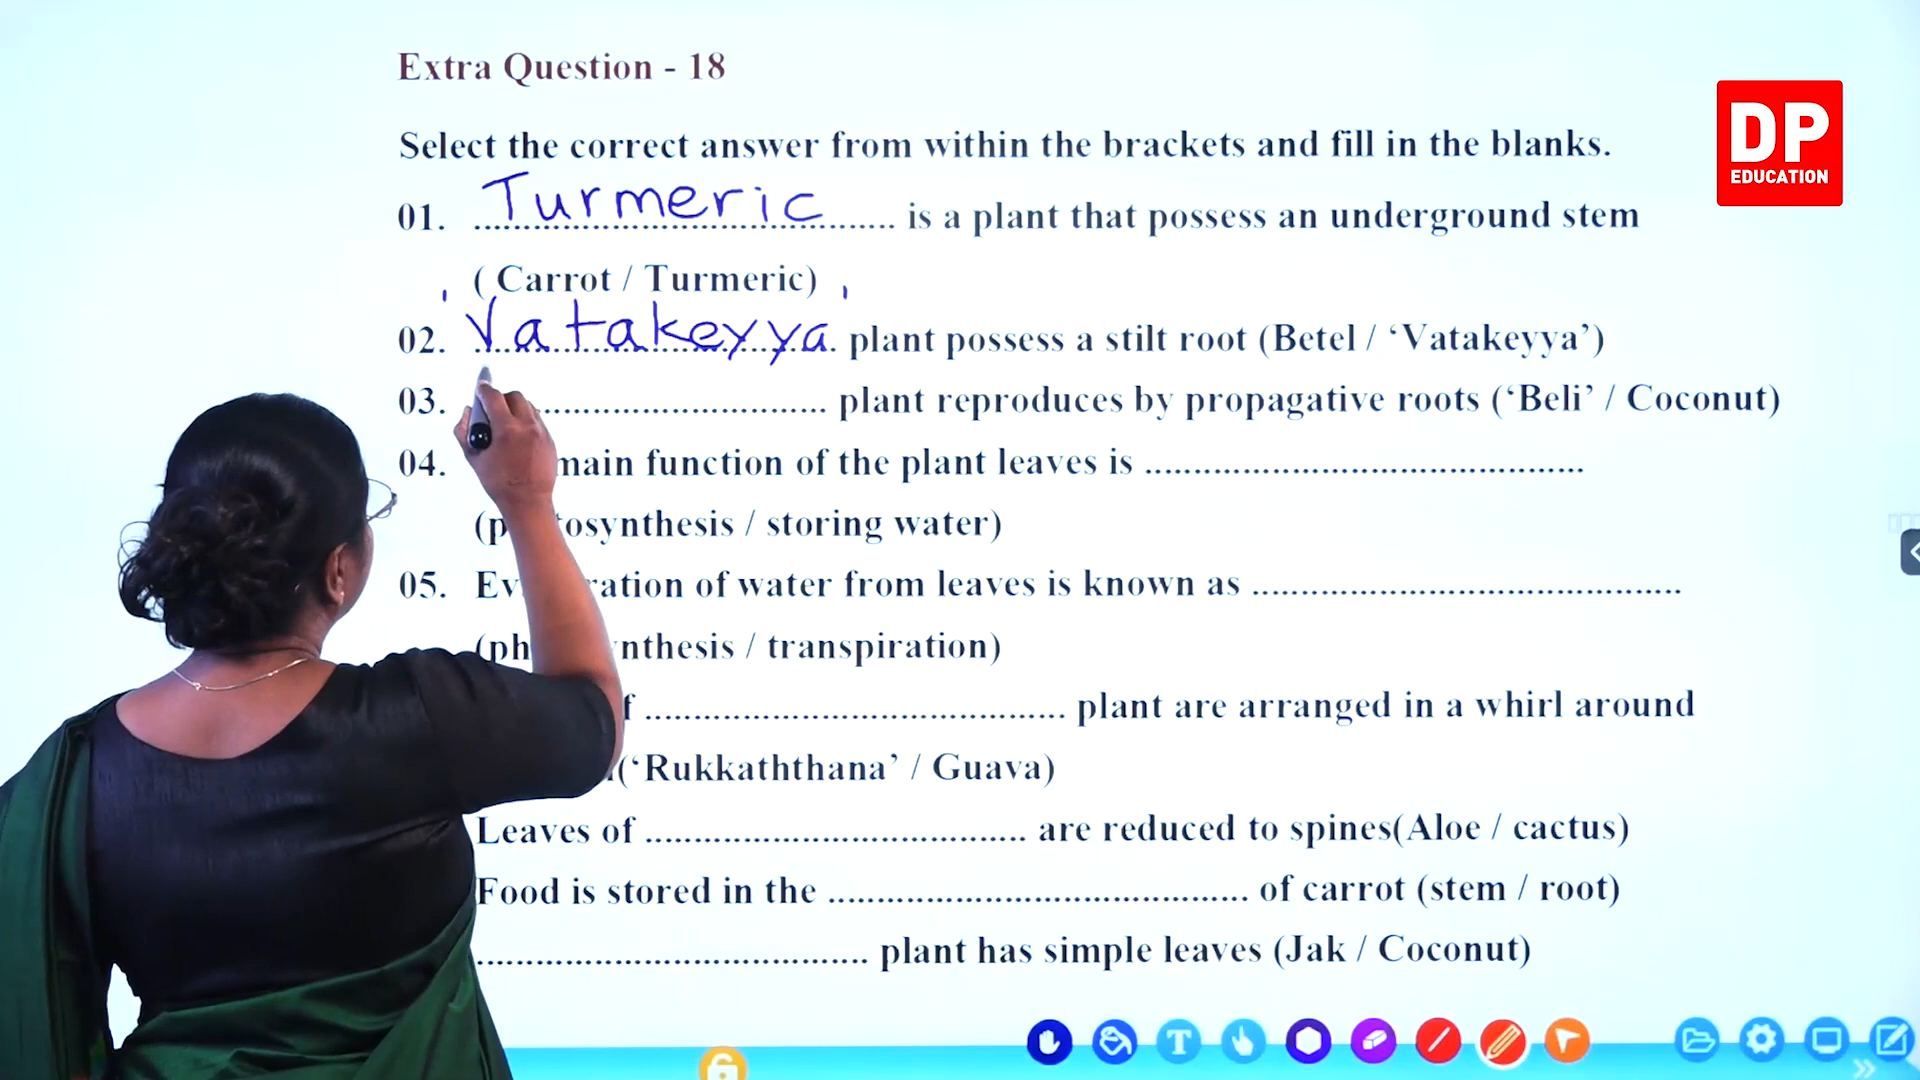 Extra Question - 18
DP
EDUCATION
Select the correct answer from within the brackets and fill in the blanks.
01. Turmeric is a plant that possess an underground stem
( Carrot / Turmeric)
02. 'Vatakeyya' plant possess a stilt root (Betel / ‘Vatakeyya’)
03. .............................. plant reproduces by propagative roots (‘Beli’ / Coconut)
04. main function of the plant leaves is ............................................
/ storing water)
05. of water from leaves is known as ...........................................
/ transpiration)
.......................................... plant are arranged in a whirl around
(‘Rukkaththana’ / Guava)
Leaves of ...................................... are reduced to spines(Aloe / cactus)
Food is stored in the .......................................... of carrot (stem / root)
....................................... plant has simple leaves (Jak / Coconut)
T